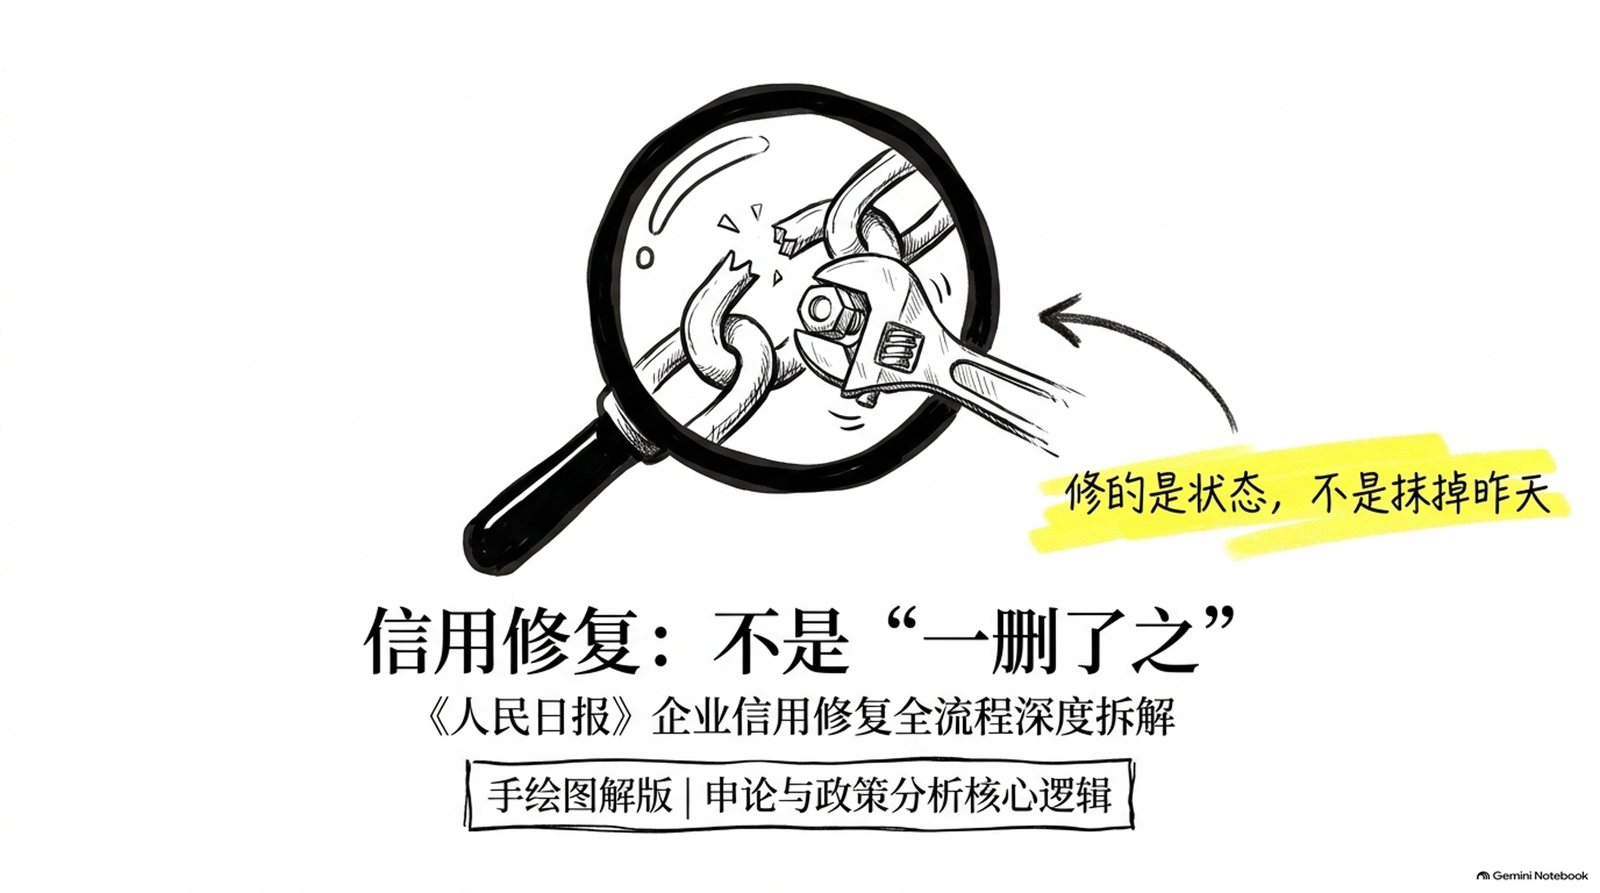 修的是状态，不是抹掉昨天
信用修复：不是“一删了之”
《人民日报》企业信用修复全流程深度拆解
手绘图解版 | 申论与政策分析核心逻辑
Gemini Notebook